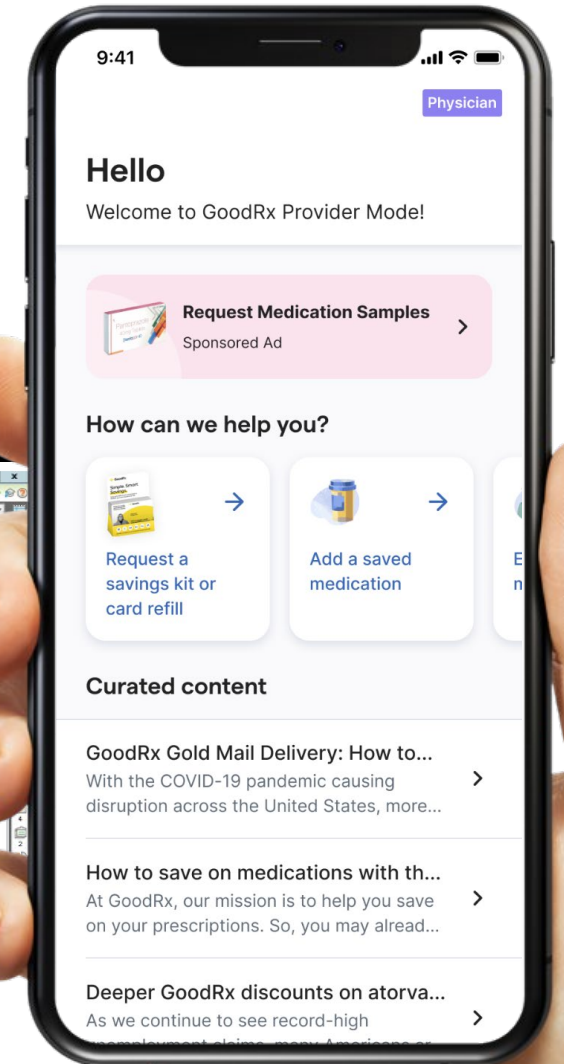 9:41
Physician
Hello
Welcome to GoodRx Provider Mode!
Request Medication Samples
Sponsored Ad
How can we help you?
Request a
savings kit or
card refill
Add a saved
medication
Curated content
GoodRx Gold Mail Delivery: How to...
With the COVID-19 pandemic causing
disruption across the United States, more...
How to save on medications with th...
At GoodRx, our mission is to help you save
on your prescriptions. So, you may alread...
Deeper GoodRx discounts on atorva...
As we continue to see record-high